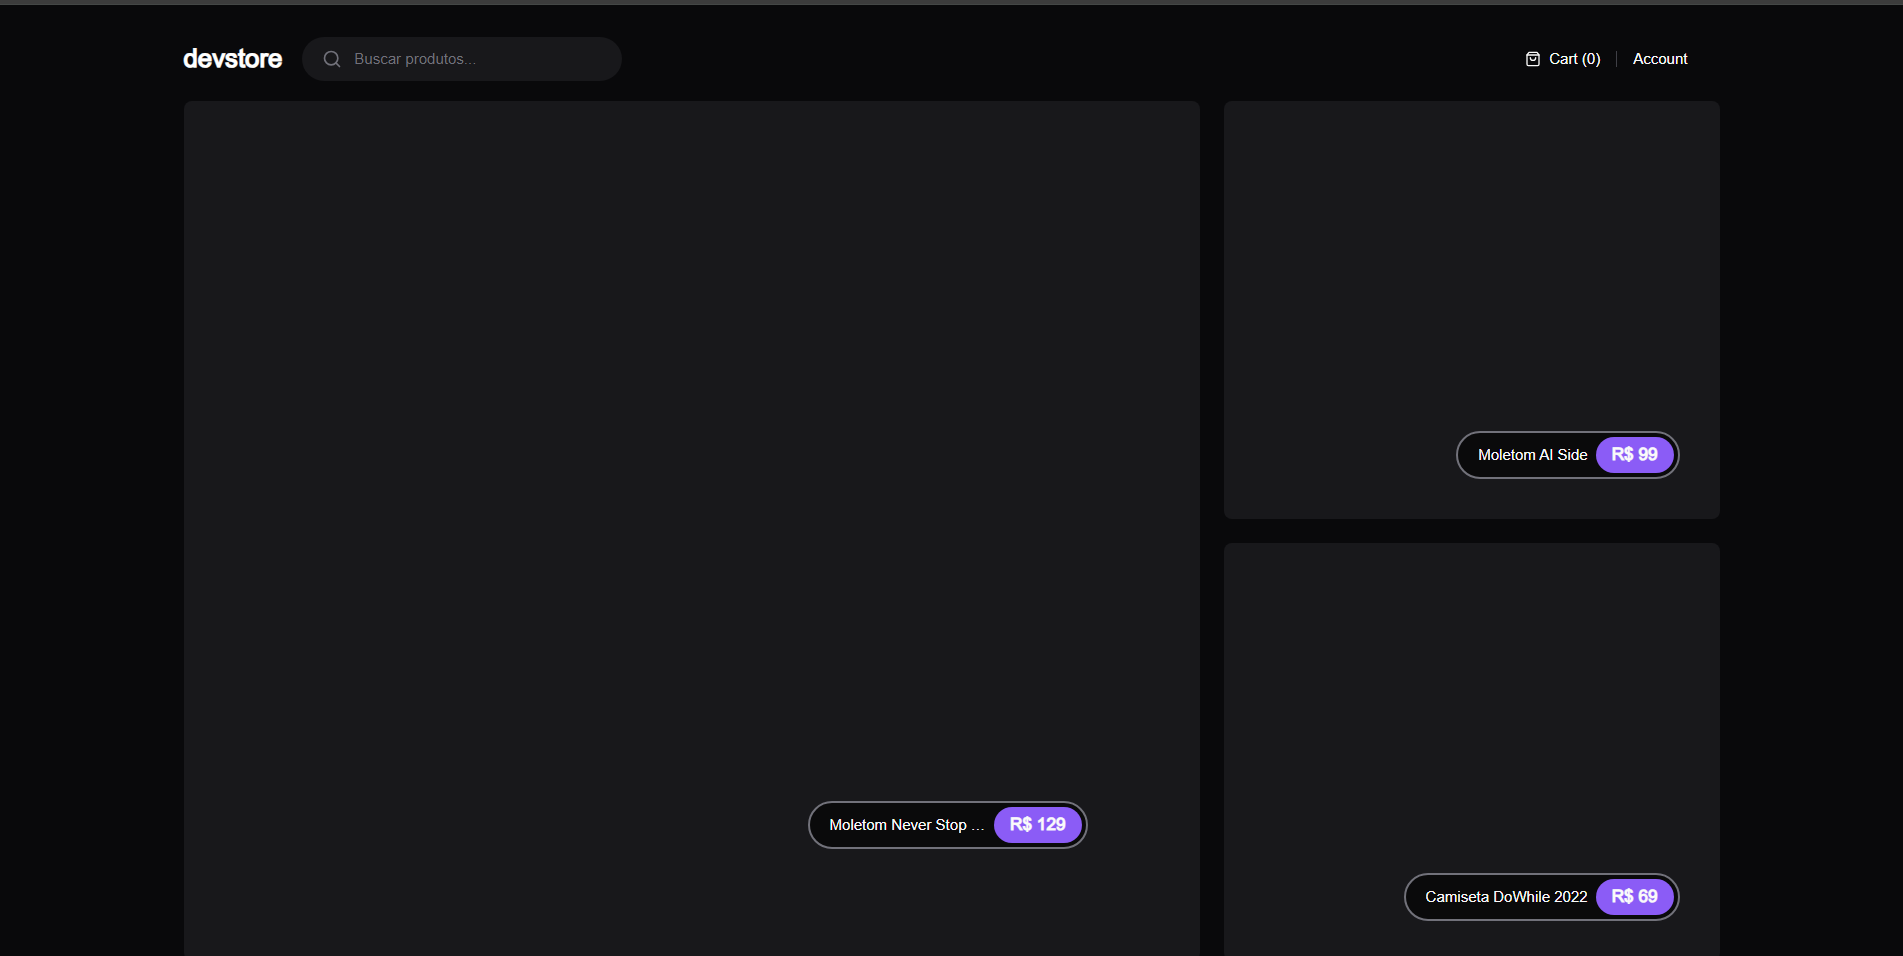 devstore
Buscar produtos...
Cart (0)
Account
Moletom AI Side R$ 99
Moletom Never Stop ... R$ 129
Camiseta DoWhile 2022 R$ 69